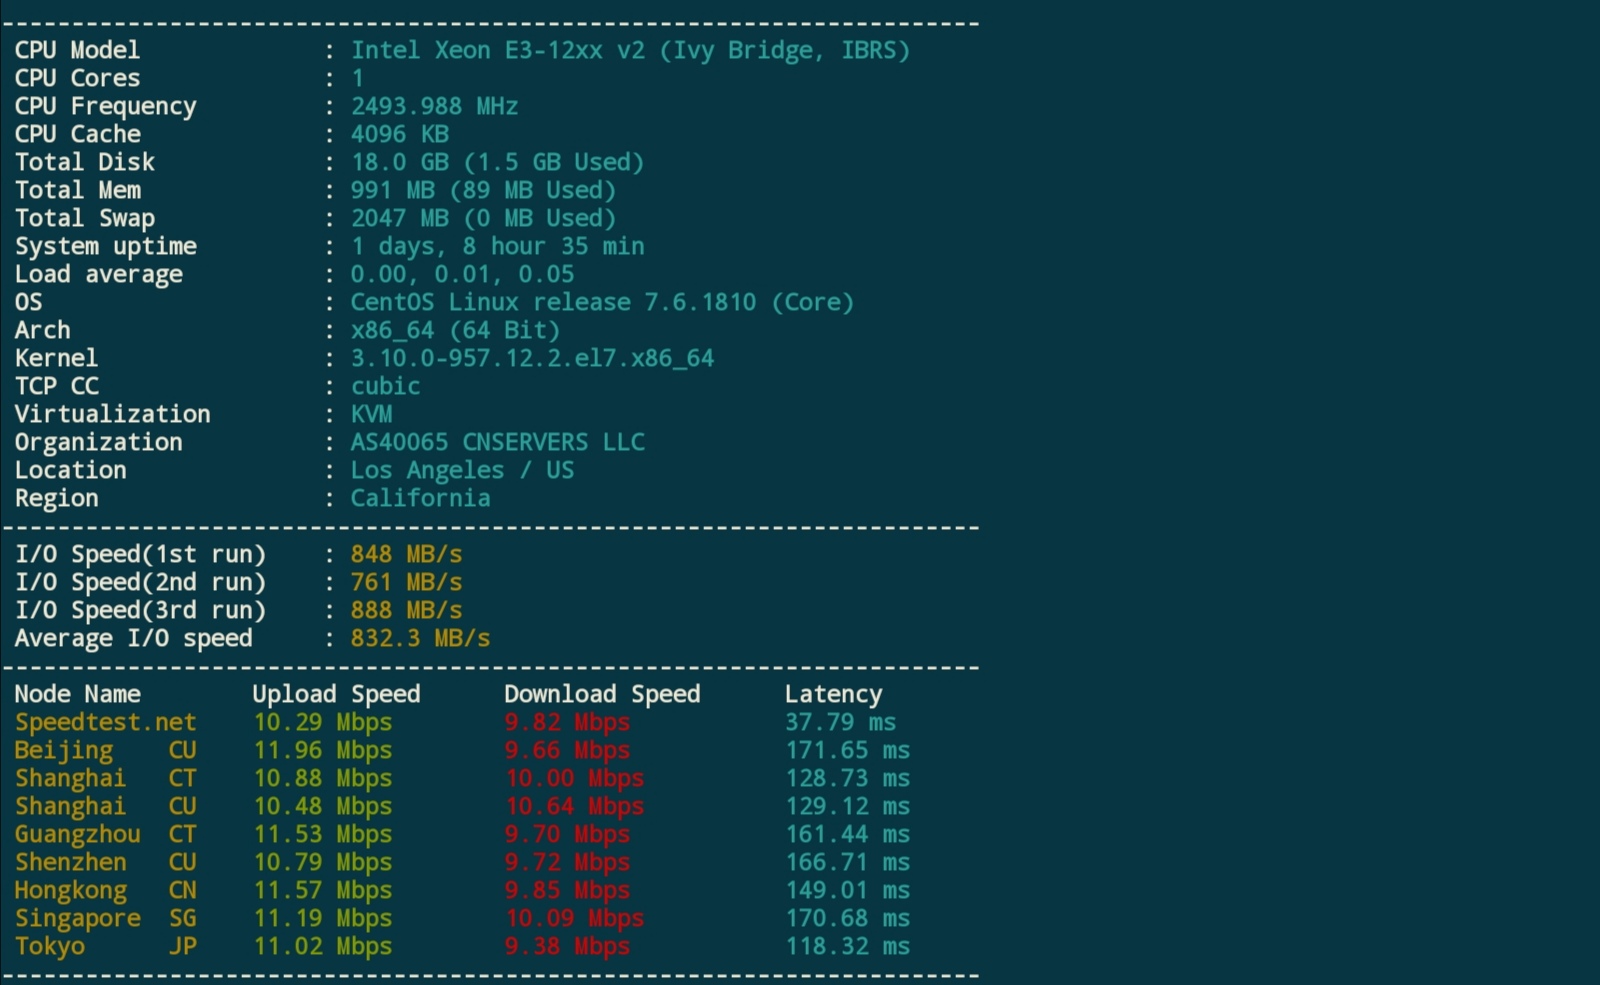 ----------------------------------------------------------------------
CPU Model : Intel Xeon E3-12xx v2 (Ivy Bridge, IBRS)
CPU Cores : 1
CPU Frequency : 2493.988 MHz
CPU Cache : 4096 KB
Total Disk : 18.0 GB (1.5 GB Used)
Total Mem : 991 MB (89 MB Used)
Total Swap : 2047 MB (0 MB Used)
System uptime : 1 days, 8 hour 35 min
Load average : 0.00, 0.01, 0.05
OS : CentOS Linux release 7.6.1810 (Core)
Arch : x86_64 (64 Bit)
Kernel : 3.10.0-957.12.2.el7.x86_64
TCP CC : cubic
Virtualization : KVM
Organization : AS40065 CNSERVERS LLC
Location : Los Angeles / US
Region : California
----------------------------------------------------------------------
I/O Speed(1st run) : 848 MB/s
I/O Speed(2nd run) : 761 MB/s
I/O Speed(3rd run) : 888 MB/s
Average I/O speed : 832.3 MB/s
----------------------------------------------------------------------
Node Name Upload Speed Download Speed Latency
Speedtest.net 10.29 Mbps 9.82 Mbps 37.79 ms
Beijing CU 11.96 Mbps 9.66 Mbps 171.65 ms
Shanghai CT 10.88 Mbps 10.00 Mbps 128.73 ms
Shanghai CU 10.48 Mbps 10.64 Mbps 129.12 ms
Guangzhou CT 11.53 Mbps 9.70 Mbps 161.44 ms
Shenzhen CU 10.79 Mbps 9.72 Mbps 166.71 ms
Hongkong CN 11.57 Mbps 9.85 Mbps 149.01 ms
Singapore SG 11.19 Mbps 10.09 Mbps 170.68 ms
Tokyo JP 11.02 Mbps 9.38 Mbps 118.32 ms
----------------------------------------------------------------------